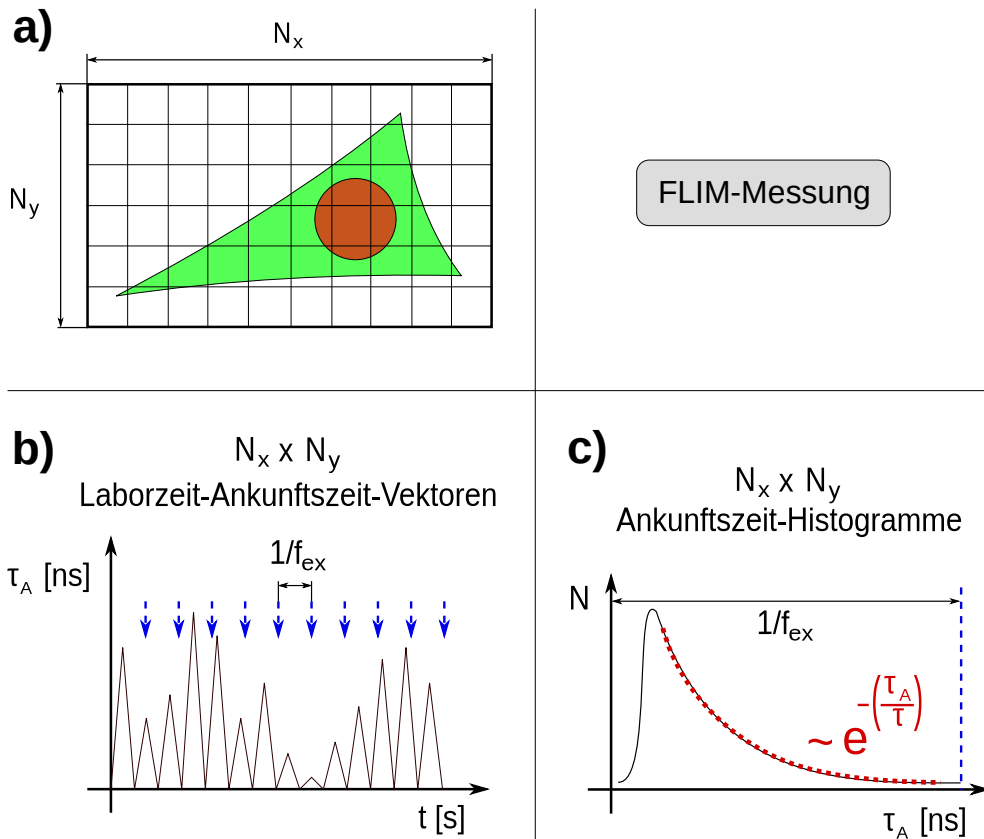 a)
Nx
Ny
FLIM-Messung
b)
Nx x Ny
Laborzeit-Ankunftszeit-Vektoren
1/fex
τA [ns]
t [s]
c)
Nx x Ny
Ankunftszeit-Histogramme
N
1/fex
~ e^-(τA/τ)
τA [ns]